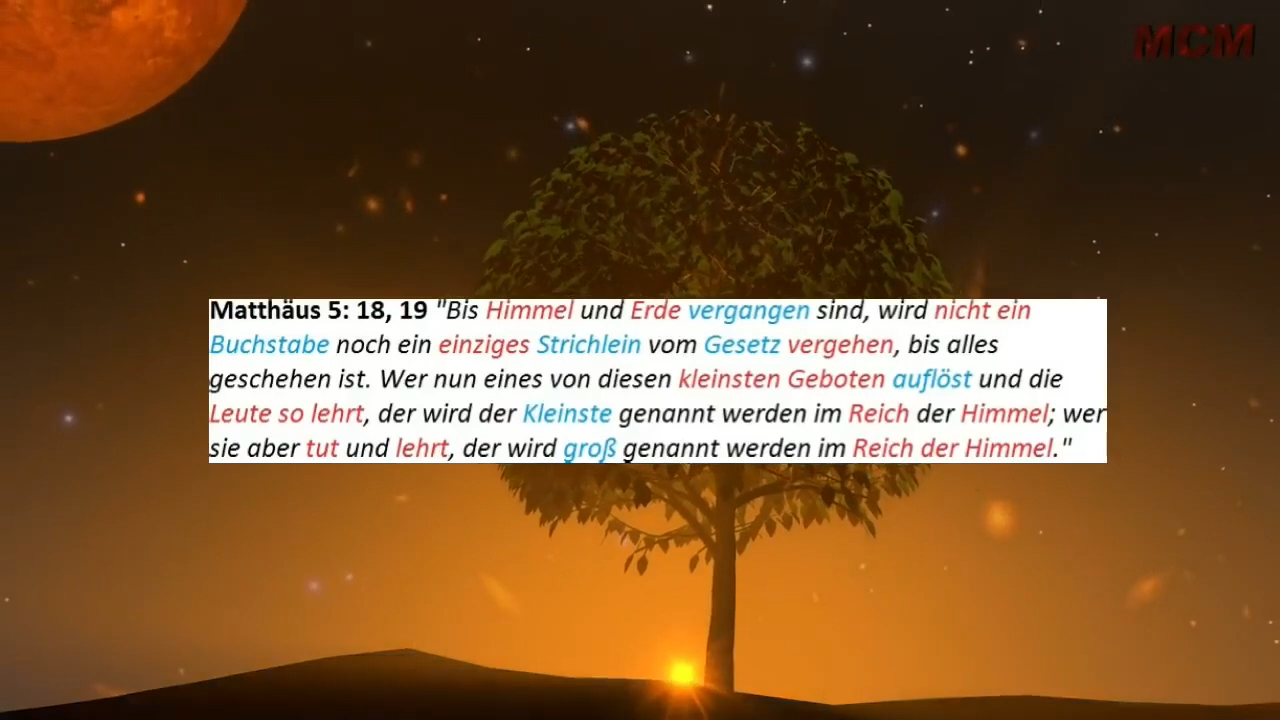 MCM
Matthäus 5: 18, 19 "Bis Himmel und Erde vergangen sind, wird nicht ein
Buchstabe noch ein einziges Strichlein vom Gesetz vergehen, bis alles
geschehen ist. Wer nun eines von diesen kleinsten Geboten auflöst und die
Leute so lehrt, der wird der Kleinste genannt werden im Reich der Himmel; wer
sie aber tut und lehrt, der wird groß genannt werden im Reich der Himmel."